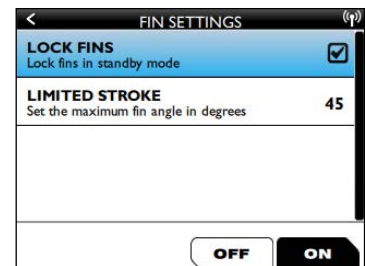 FIN SETTINGS
LOCK FINS
Lock fins in standby mode
LIMITED STROKE
Set the maximum fin angle in degrees
45
OFF
ON